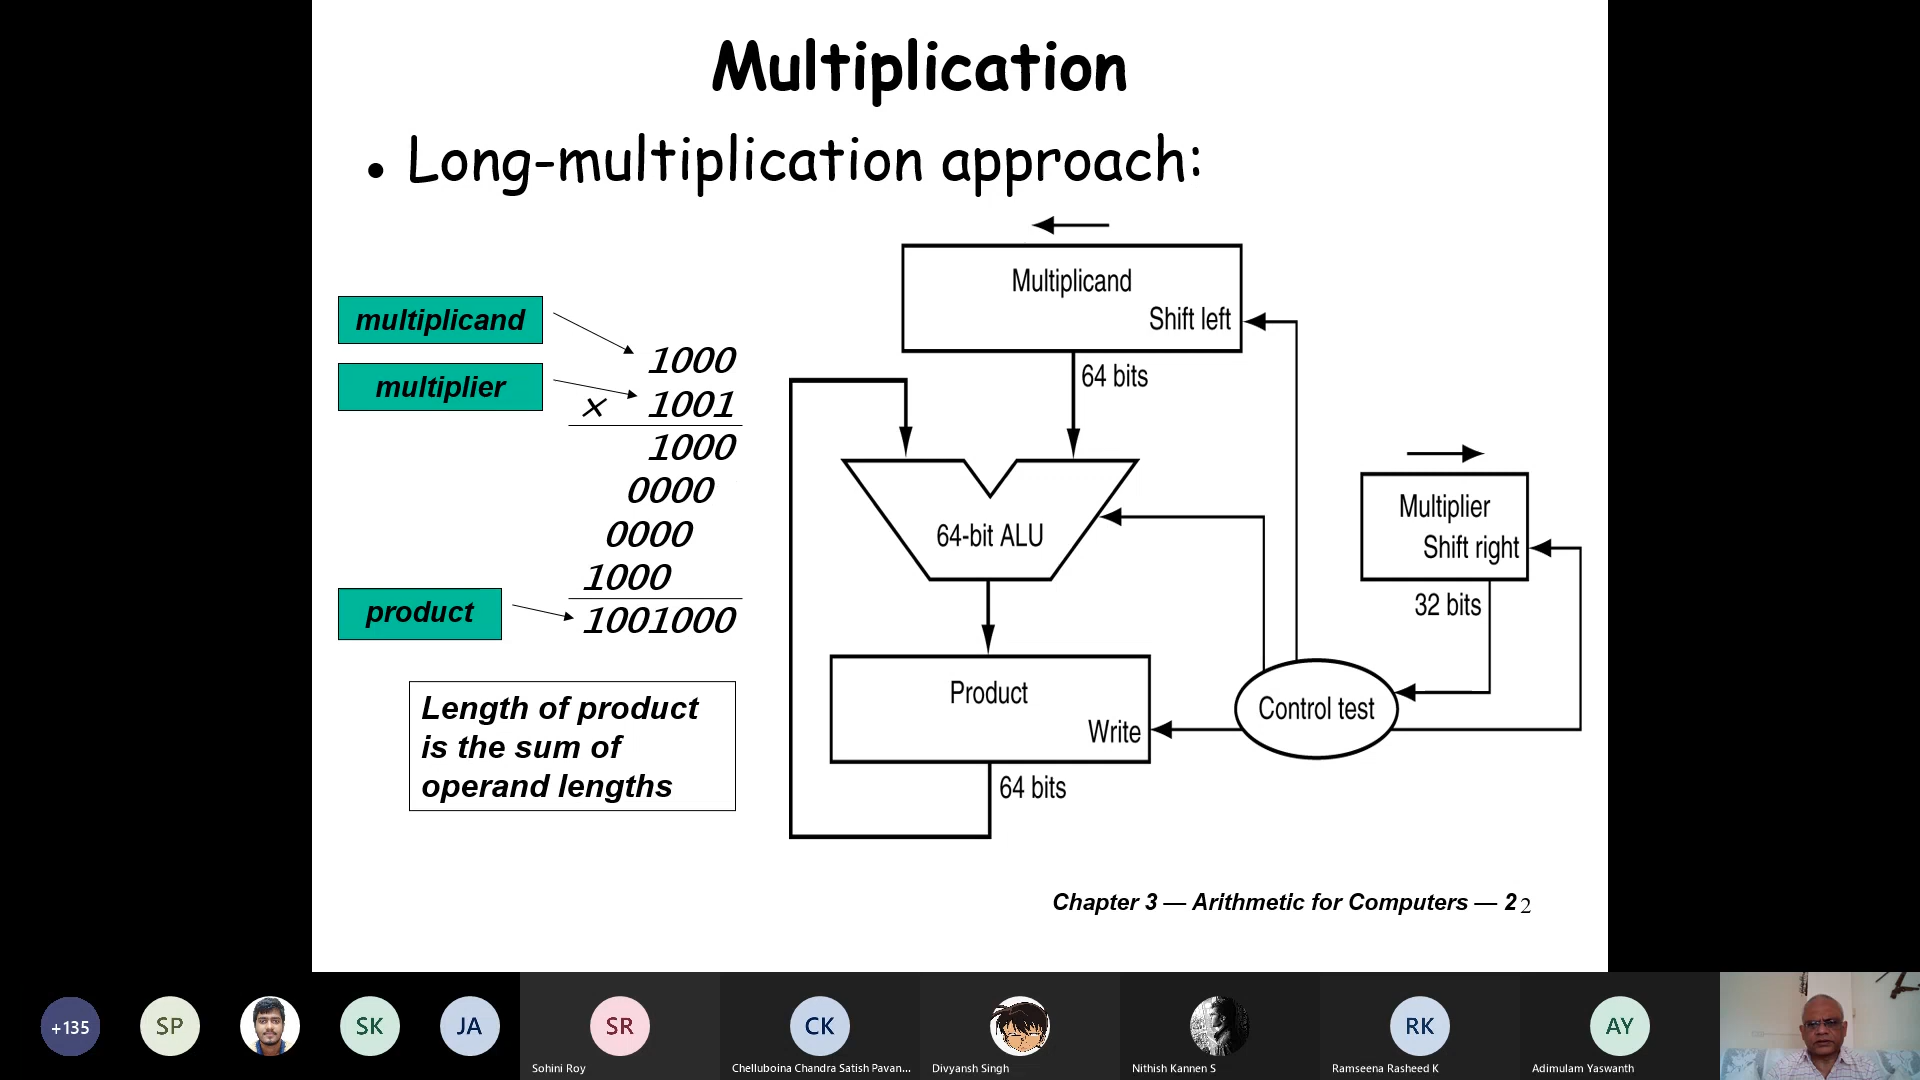 Multiplication
• Long-multiplication approach:
multiplicand
multiplier
product
1000
× 1001
1000
0000
0000
1000
1001000
Length of product
is the sum of
operand lengths
Multiplicand
Shift left
64 bits
64-bit ALU
Multiplier
Shift right
32 bits
Product
Write
Control test
64 bits
Chapter 3 — Arithmetic for Computers — 2 2
+135
SP
SK
JA
SR
CK
RK
AY
Sohini Roy
Chelluboina Chandra Satish Pavan...
Divyansh Singh
Nithish Kannen S
Ramseena Rasheed K
Adimulam Yaswanth